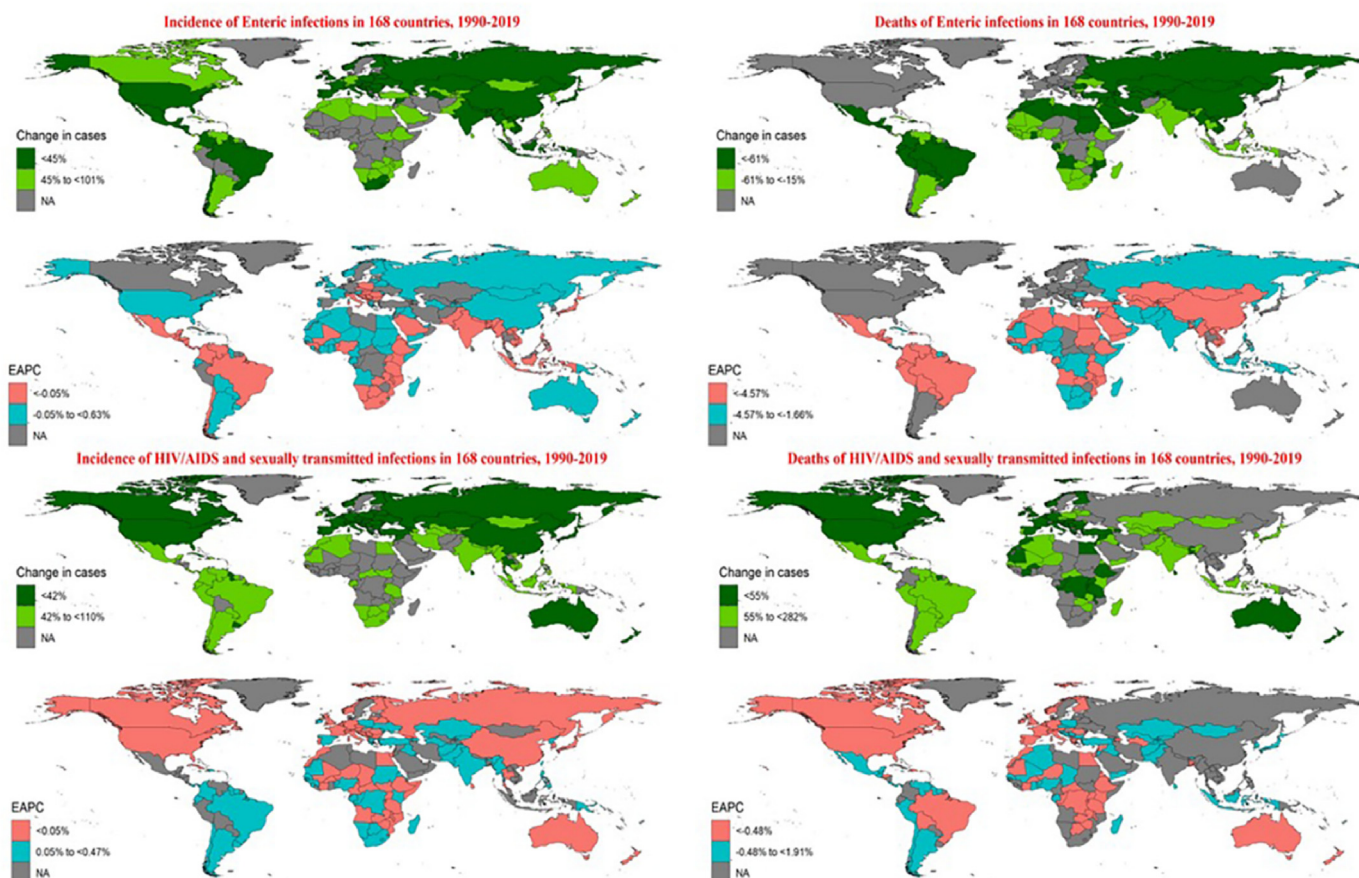 Incidence of Enteric infections in 168 countries, 1990-2019
Change in cases
<45%
45% to <101%
NA
EAPC
<-0.05%
-0.05% to <0.63%
NA
Deaths of Enteric infections in 168 countries, 1990-2019
Change in cases
<-61%
-61% to <-15%
NA
EAPC
<-4.57%
-4.57% to <-1.66%
NA
Incidence of HIV/AIDS and sexually transmitted infections in 168 countries, 1990-2019
Change in cases
<42%
42% to <110%
NA
EAPC
<0.05%
0.05% to <0.47%
NA
Deaths of HIV/AIDS and sexually transmitted infections in 168 countries, 1990-2019
Change in cases
<55%
55% to <282%
NA
EAPC
<-0.48%
-0.48% to <1.91%
NA